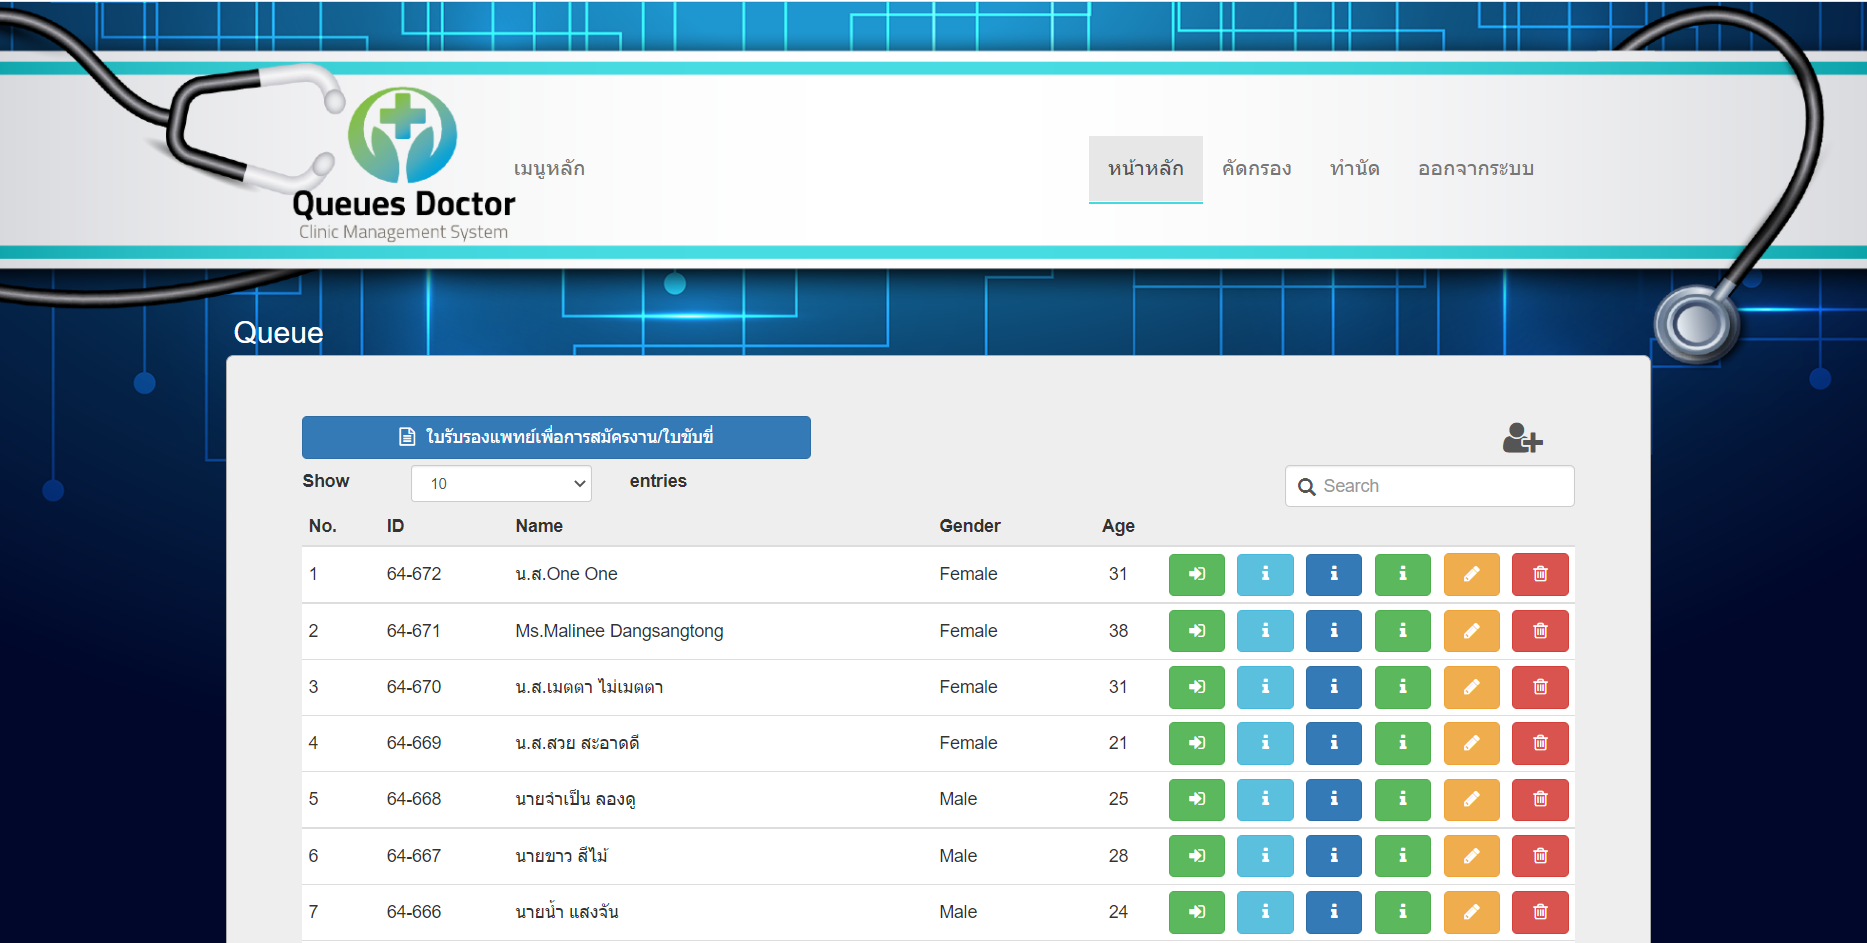 เมนูหลัก
หน้าหลัก คัดกรอง ทำนัด ออกจากระบบ
Queues Doctor
Clinic Management System
Queue
ใบรับรองแพทย์เพื่อการสมัครงาน/ใบขับขี่
Show 10 entries
Search
No. ID Name Gender Age
1 64-672 น.ส.One One Female 31
2 64-671 Ms.Malinee Dangsangtong Female 38
3 64-670 น.ส.เมตตา ไม่เมตตา Female 31
4 64-669 น.ส.สวย สะอาดดี Female 21
5 64-668 นายจำเป็น ลองดู Male 25
6 64-667 นายขาว สีไม้ Male 28
7 64-666 นายน้ำ แสงจัน Male 24